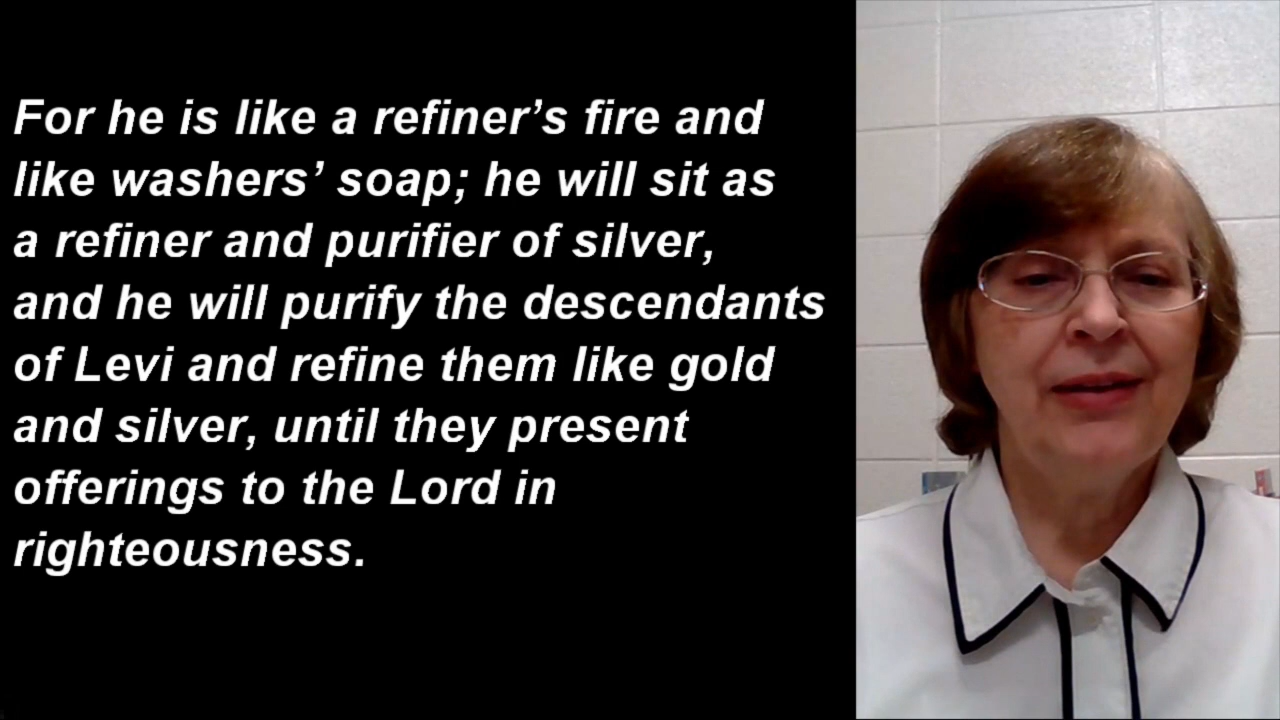 For he is like a refiner’s fire and
like washers’ soap; he will sit as
a refiner and purifier of silver,
and he will purify the descendants
of Levi and refine them like gold
and silver, until they present
offerings to the Lord in
righteousness.